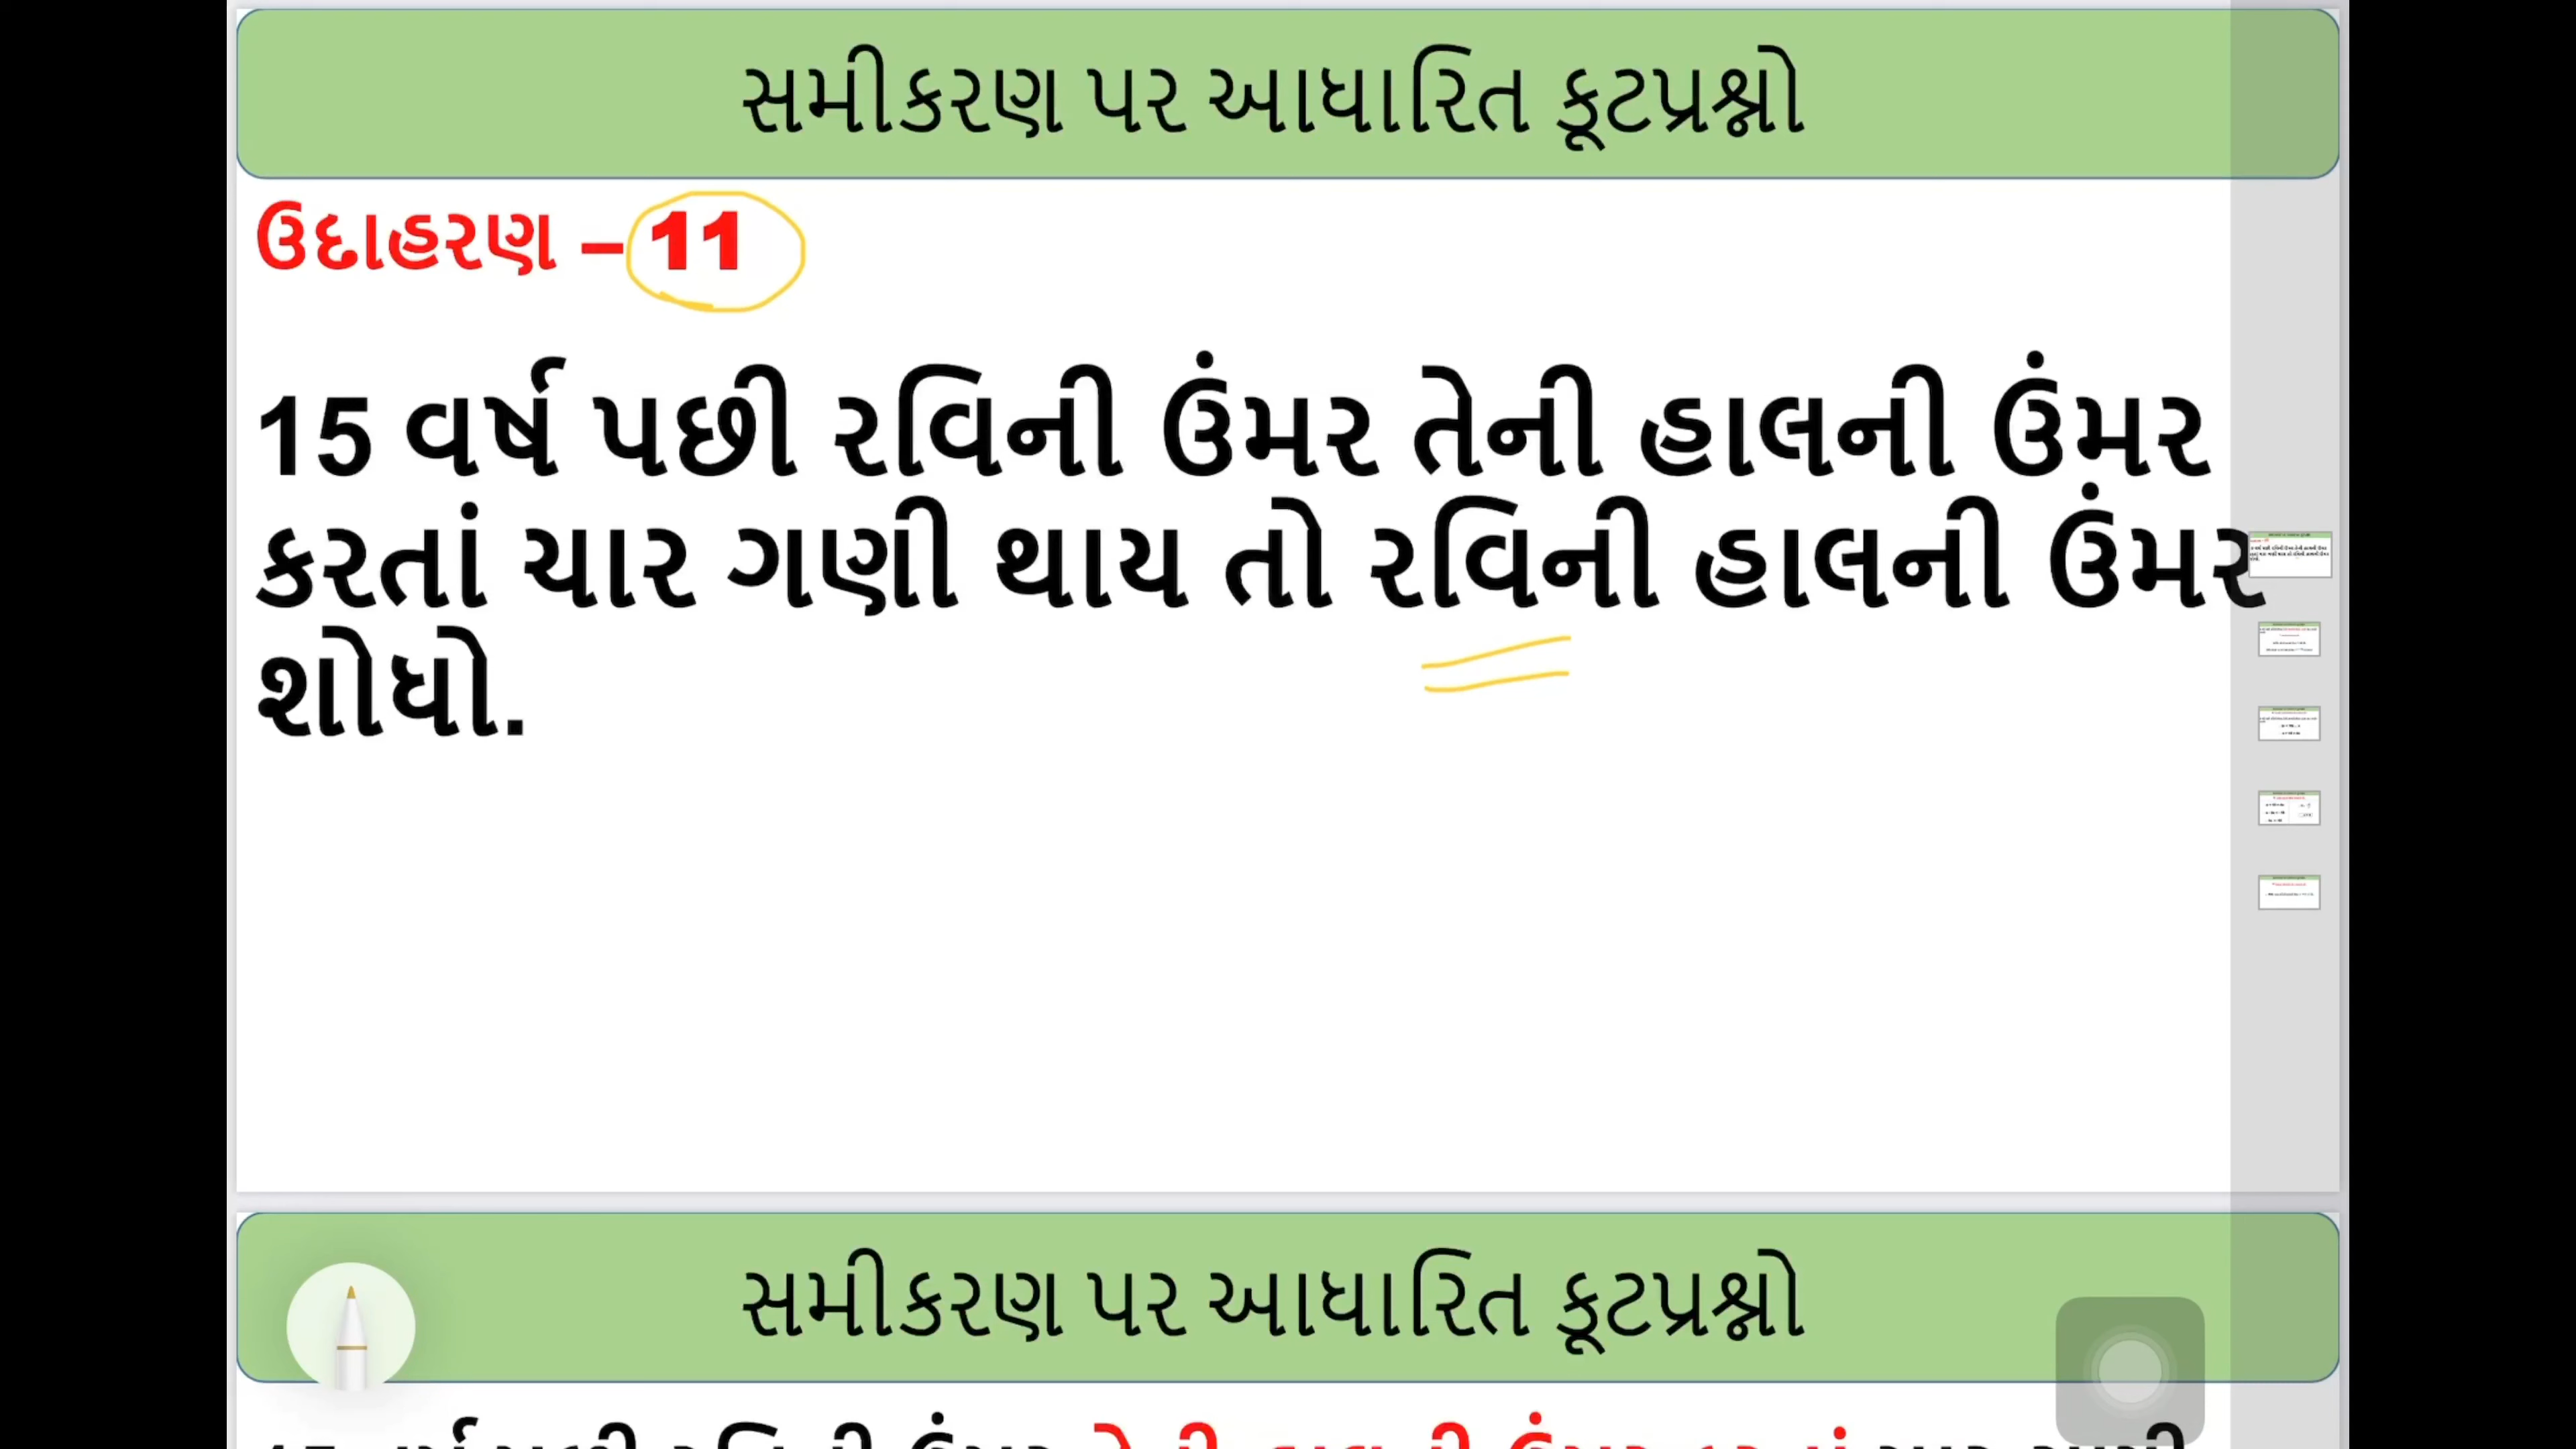 સમીકરણ પર આધારિત કૂટપ્રશ્નો
ઉદાહરણ – 11
15 વર્ષ પછી રવિની ઉંમર તેની હાલની ઉંમર
કરતાં ચાર ગણી થાય તો રવિની હાલની ઉંમર
શોધો.
સમીકરણ પર આધારિત કૂટપ્રશ્નો